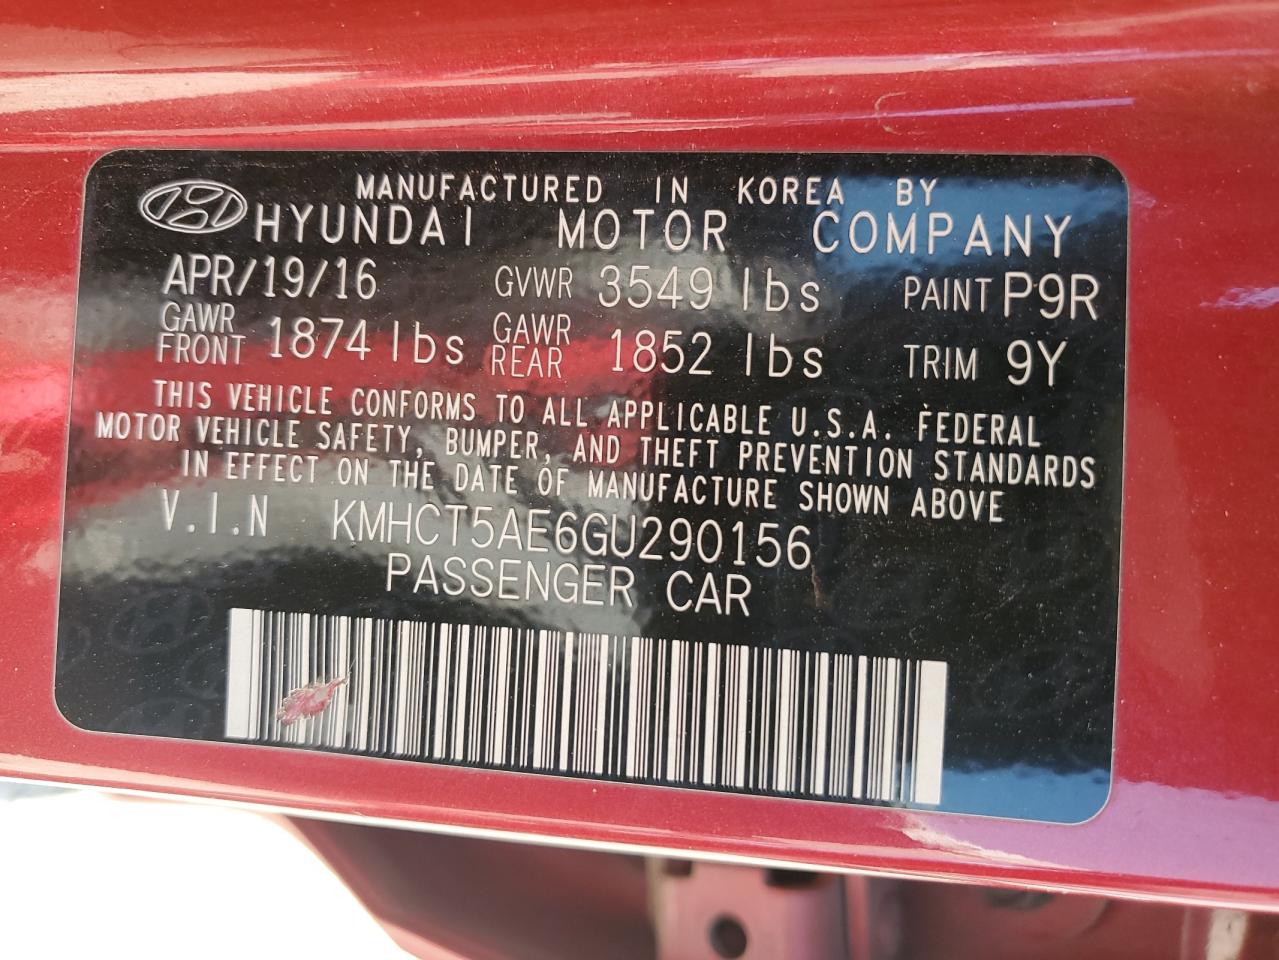 MANUFACTURED IN KOREA BY
HYUNDAI MOTOR COMPANY
APR/19/16 GVWR 3549 lbs PAINT P9R
GAWR FRONT 1874 lbs GAWR REAR 1852 lbs TRIM 9Y
THIS VEHICLE CONFORMS TO ALL APPLICABLE U.S.A. FEDERAL
MOTOR VEHICLE SAFETY, BUMPER, AND THEFT PREVENTION STANDARDS
IN EFFECT ON THE DATE OF MANUFACTURE SHOWN ABOVE
V.I.N KMHCT5AE6GU290156
PASSENGER CAR